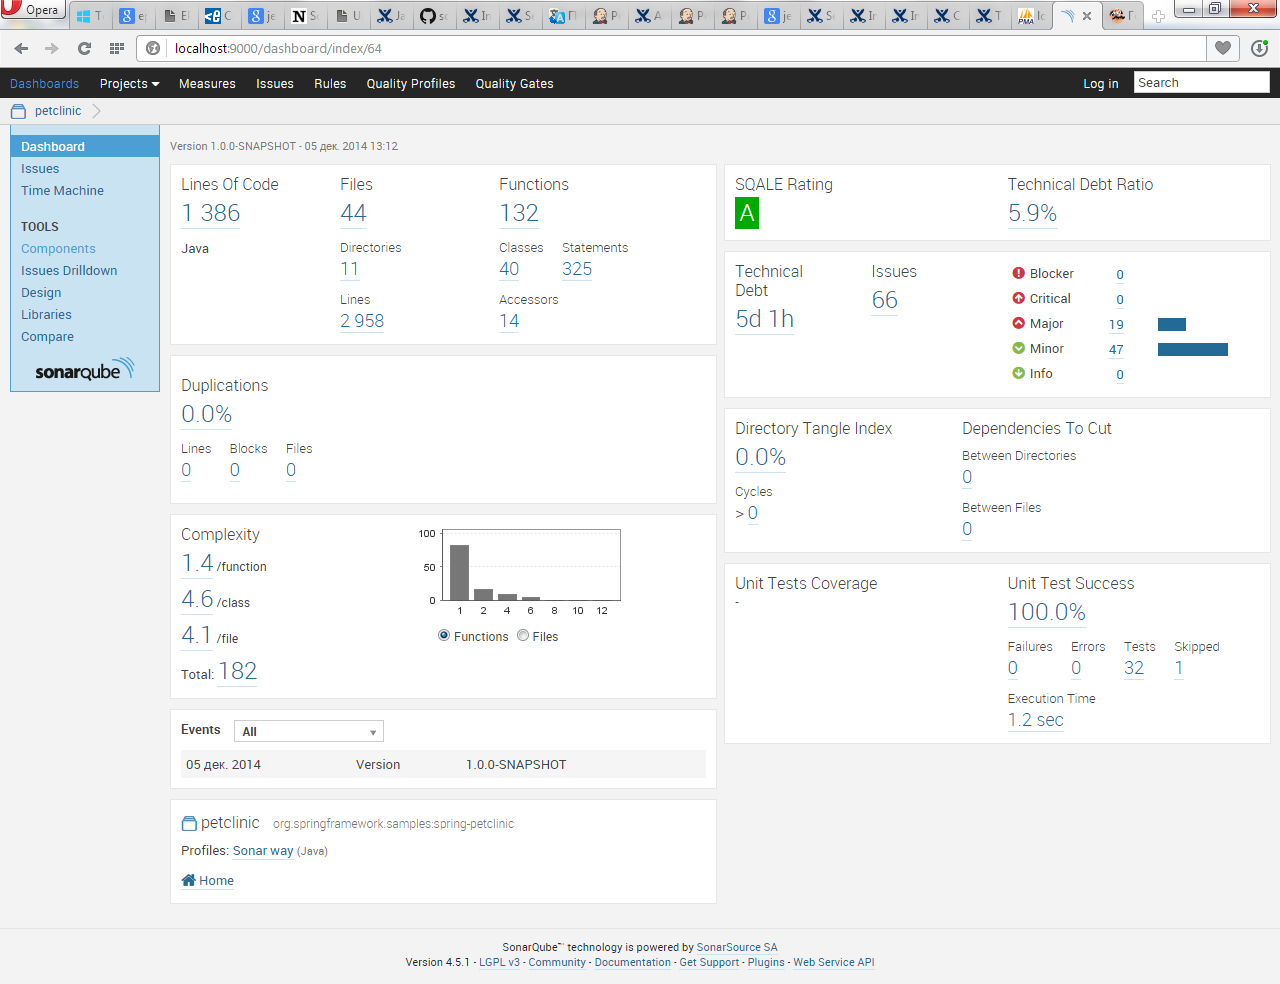 Opera
localhost:9000/dashboard/index/64
Dashboards Projects Measures Issues Rules Quality Profiles Quality Gates Log in Search
petclinic
Dashboard
Issues
Time Machine
TOOLS
Components
Issues Drilldown
Design
Libraries
Compare
sonarqube
Version 1.0.0-SNAPSHOT - 05 дек. 2014 13:12
Lines Of Code Files Functions
1 386 44 132
Java Directories Classes Statements
11 40 325
Lines Accessors
2 958 14
Duplications
0.0%
Lines Blocks Files
0 0 0
Complexity
1.4 /function
4.6 /class
4.1 /file
Total: 182
100
50
0
1 2 4 6 8 10 12
Functions Files
Events All
05 дек. 2014 Version 1.0.0-SNAPSHOT
petclinic org.springframework.samples:spring-petclinic
Profiles: Sonar way (Java)
Home
SQALE Rating Technical Debt Ratio
A 5.9%
Technical Debt Issues
5d 1h 66
Blocker 0
Critical 0
Major 19
Minor 47
Info 0
Directory Tangle Index Dependencies To Cut
0.0% Between Directories
0
Cycles Between Files
> 0 0
Unit Tests Coverage Unit Test Success
- 100.0%
Failures Errors Tests Skipped
0 0 32 1
Execution Time
1.2 sec
SonarQube™ technology is powered by SonarSource SA
Version 4.5.1 - LGPL v3 - Community - Documentation - Get Support - Plugins - Web Service API